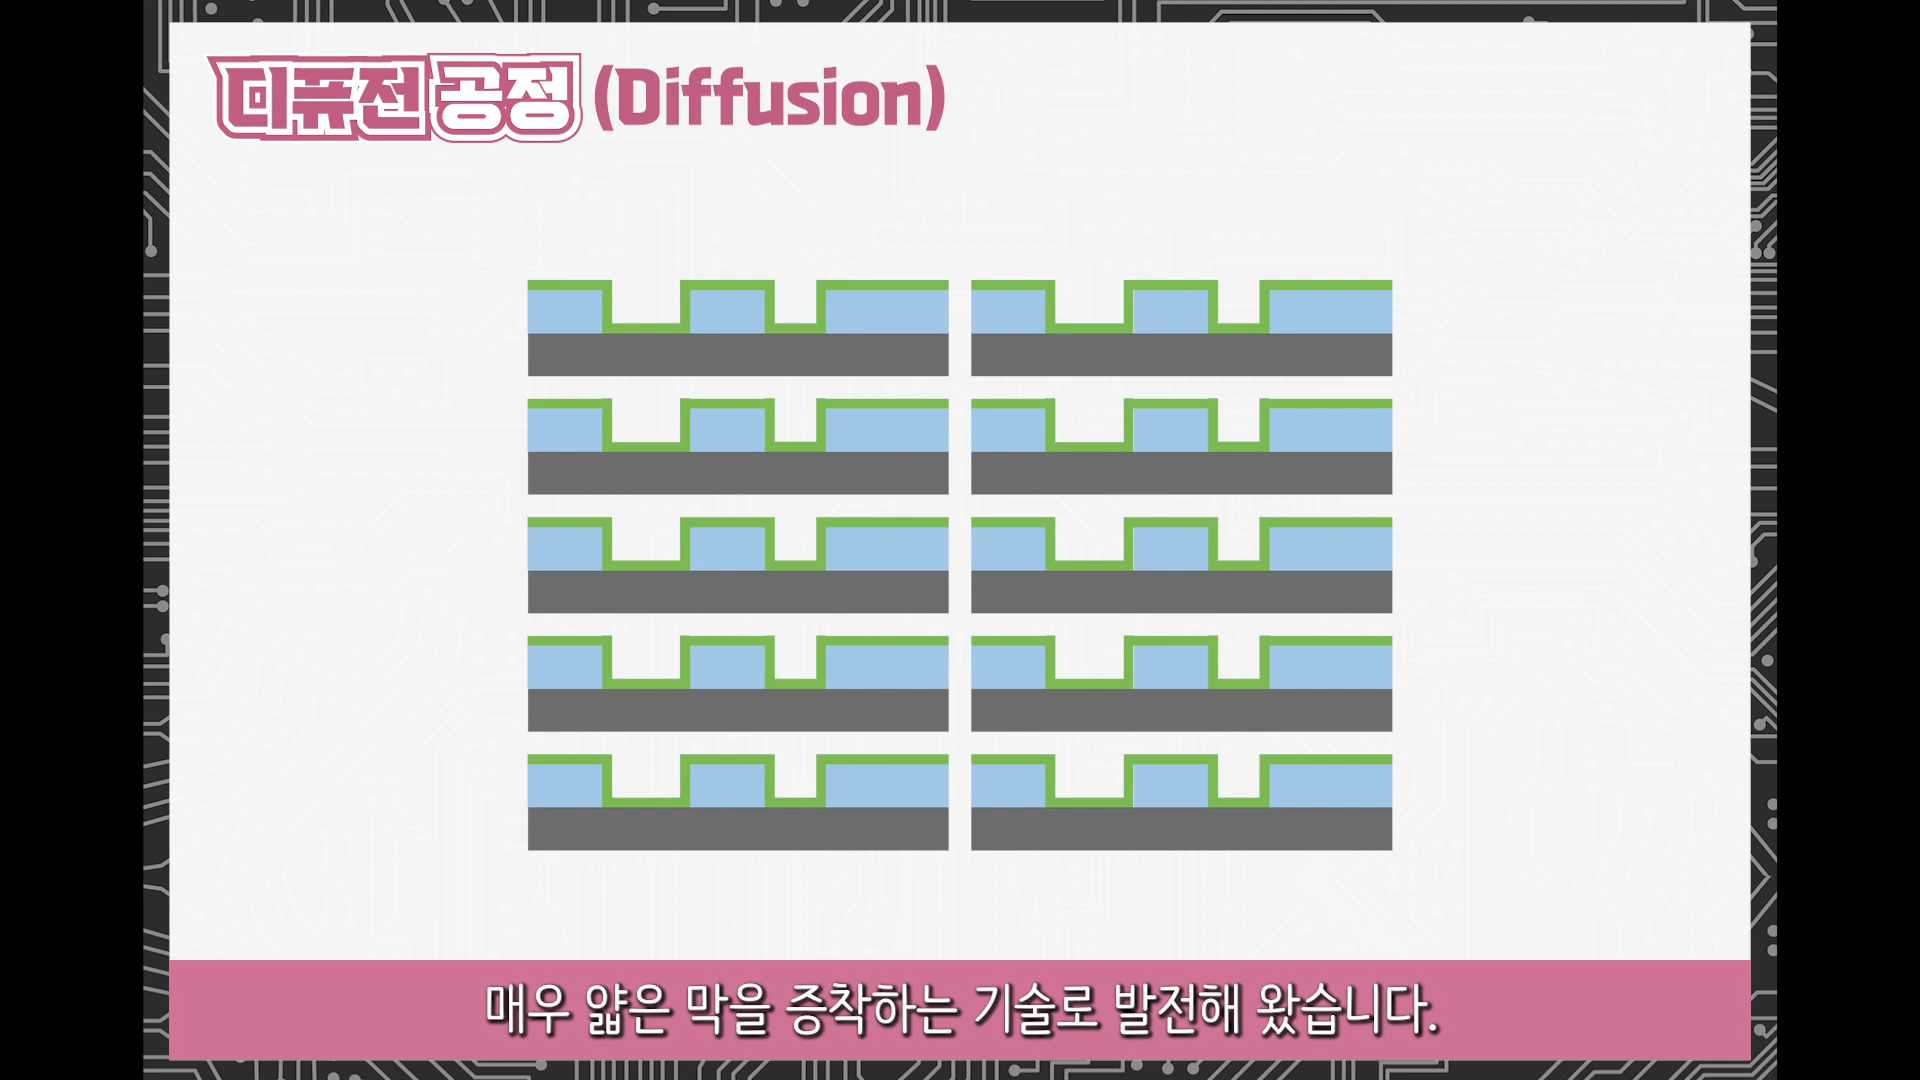 디퓨전 공정 (Diffusion)
매우 얇은 막을 증착하는 기술로 발전해 왔습니다.